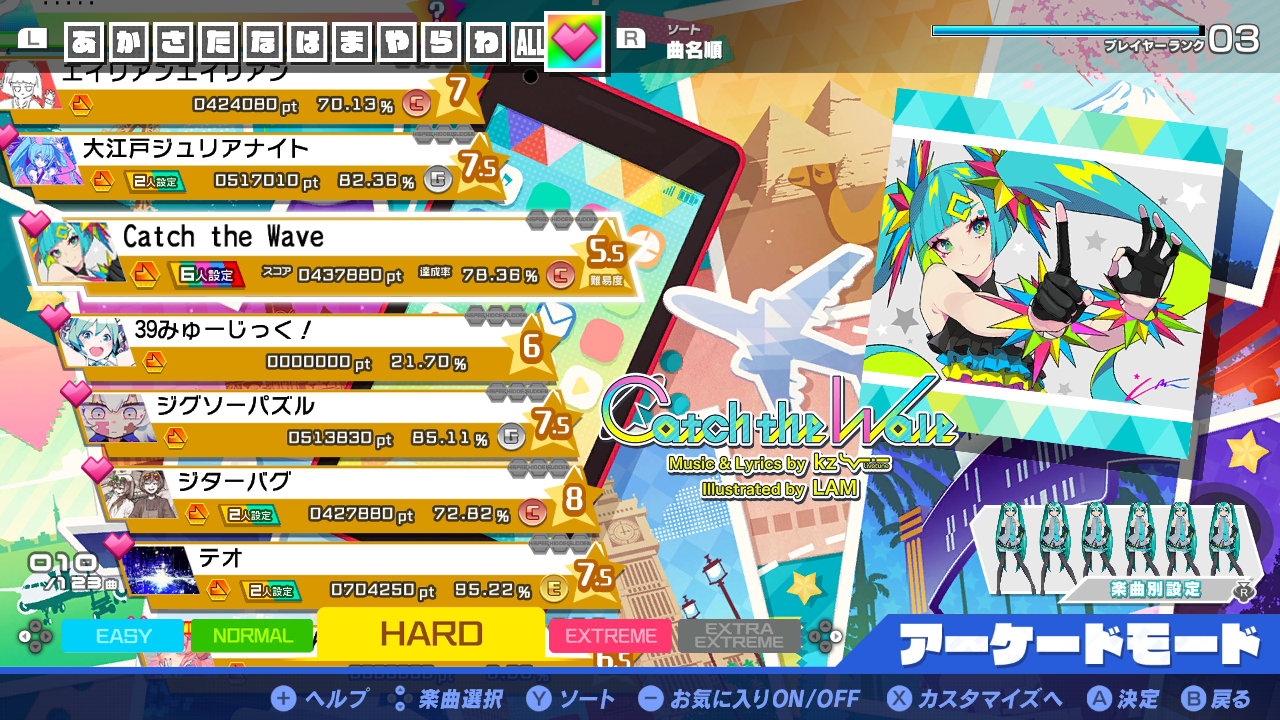 L あ か さ た な は ま や ら わ ALL R
ソート
曲名順
プレイヤーランク 03
エイリアンエイリアン
0424080 pt 70.13 % C 7
大江戸ジュリアナイト
2人設定 0517010 pt 82.36 % G 7.5
Catch the Wave
6人設定 スコア 0437880 pt 達成率 78.36 % C 5.5
難易度
39みゅーじっく!
0000000 pt 21.70 % 6
ジグソーパズル
0513830 pt 85.11 % G 7.5
ジターバグ
2人設定 0427880 pt 72.82 % C 8
テオ
2人設定 0704250 pt 95.22 % E 7.5
010
/123曲
6.5
Catch the Wave
Music & Lyrics by kz livetune
Illustrated by LAM
楽曲別設定 R
EASY NORMAL HARD EXTREME EXTRA EXTREME
アーケードモード
+ ヘルプ 楽曲選択 Y ソート − お気に入りON/OFF X カスタマイズへ A 決定 B 戻る